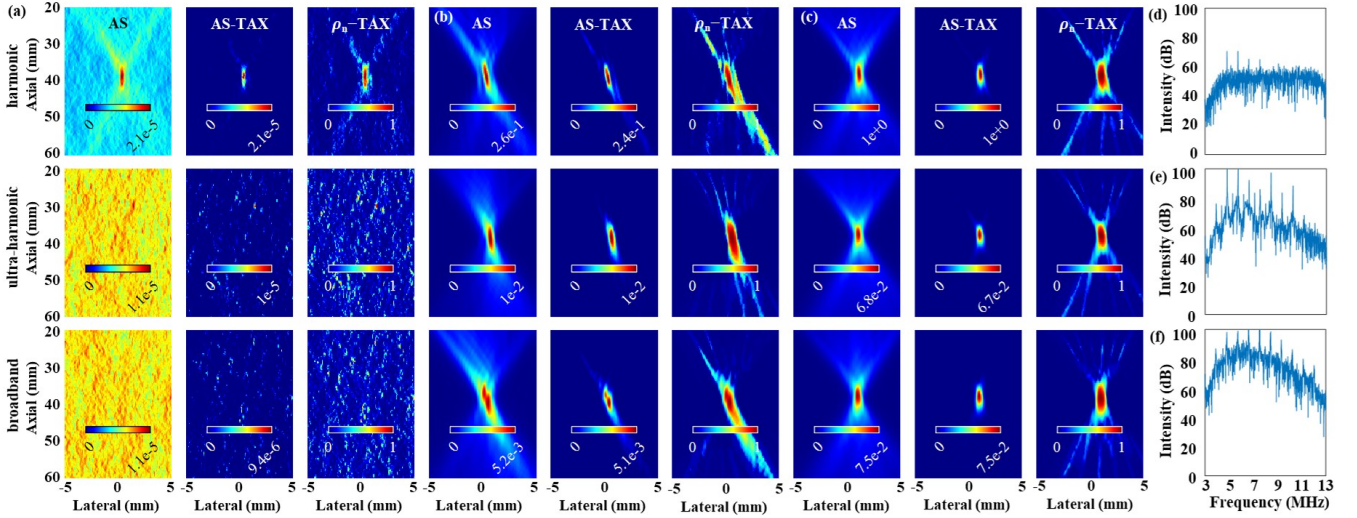 (a) AS AS-TAX ρn−TAX (b) AS AS-TAX ρn−TAX (c) AS AS-TAX ρn−TAX (d)
harmonic
Axial (mm)
20
30
40
50
60
0 2.1e-5 0 2.1e-5 0 1 0 2.6e-1 0 2.4e-1 0 1 0 1e+0 0 1e+0 0 1
Intensity (dB)
100
80
60
40
20
0
ultra-harmonic
Axial (mm)
20
30
40
50
60
0 1.1e-5 0 1e-5 0 1 0 1e-2 0 1e-2 0 1 0 6.8e-2 0 6.7e-2 0 1
(e)
Intensity (dB)
100
80
60
40
20
0
broadband
Axial (mm)
20
30
40
50
60
0 1.1e-5 0 9.4e-6 0 1 0 5.2e-3 0 5.1e-3 0 1 0 7.5e-2 0 7.5e-2 0 1
(f)
Intensity (dB)
100
80
60
40
20
0
-5 0 5 -5 0 5 -5 0 5 -5 0 5 -5 0 5 -5 0 5 -5 0 5 -5 0 5 -5 0 5 3 5 7 9 11 13
Lateral (mm) Lateral (mm) Lateral (mm) Lateral (mm) Lateral (mm) Lateral (mm) Lateral (mm) Lateral (mm) Lateral (mm) Frequency (MHz)